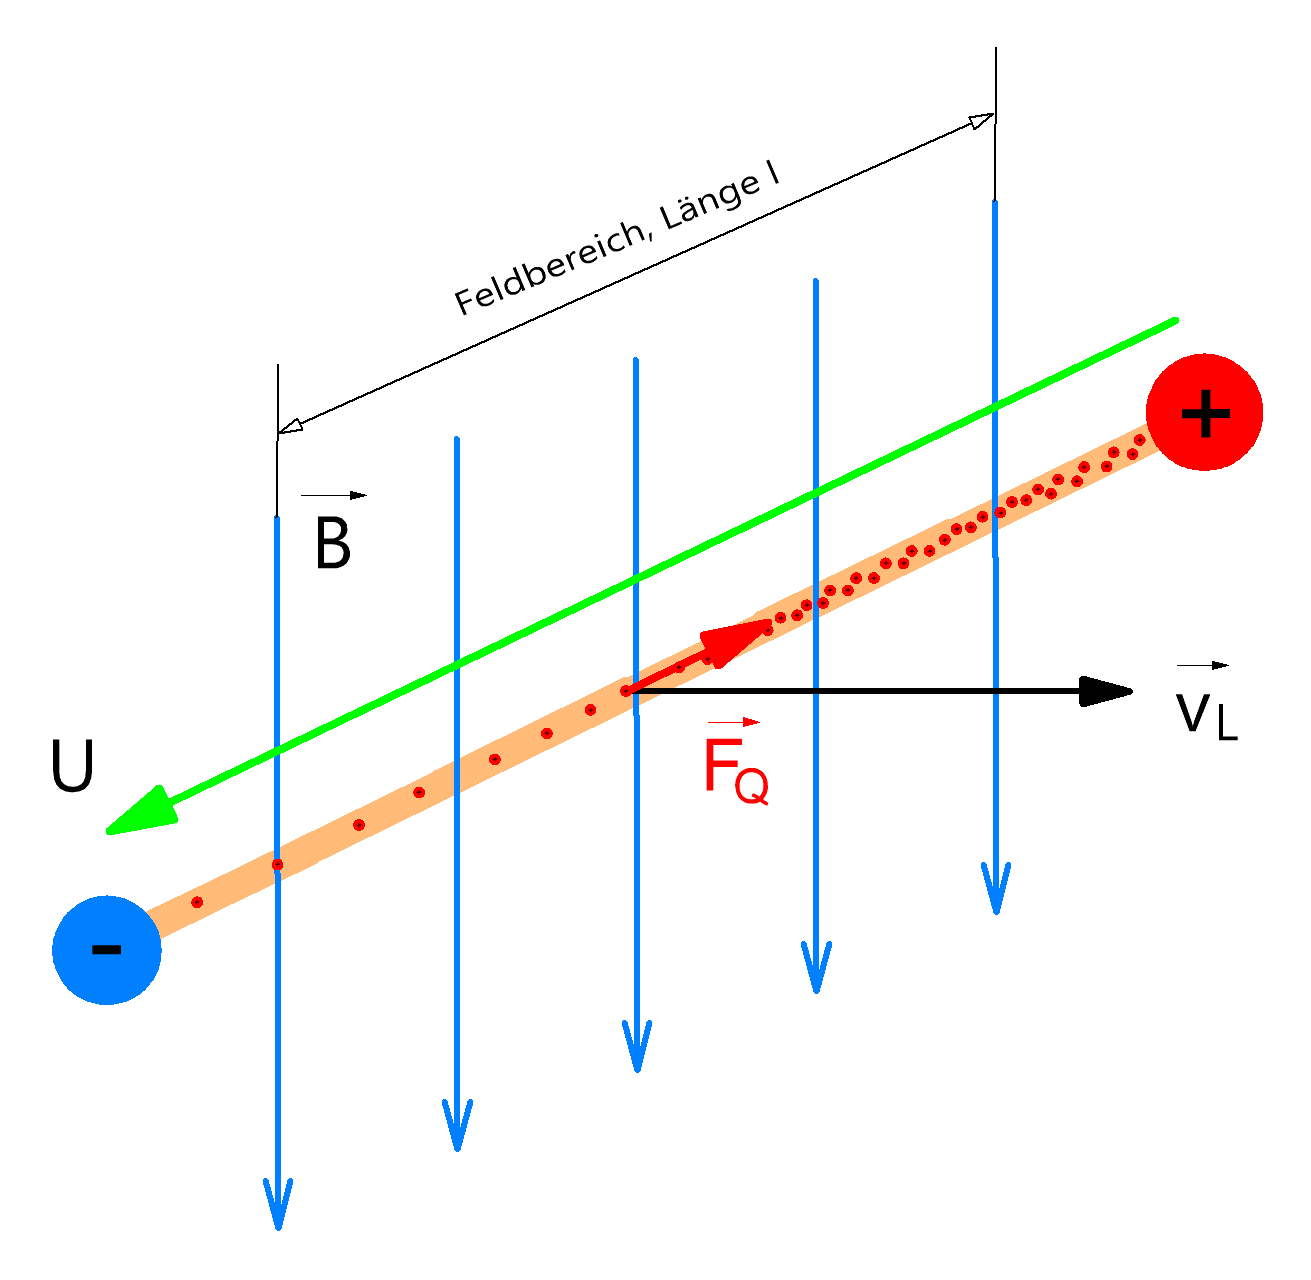 Feldbereich, Länge l
B
+
U
v_L
F_Q
-